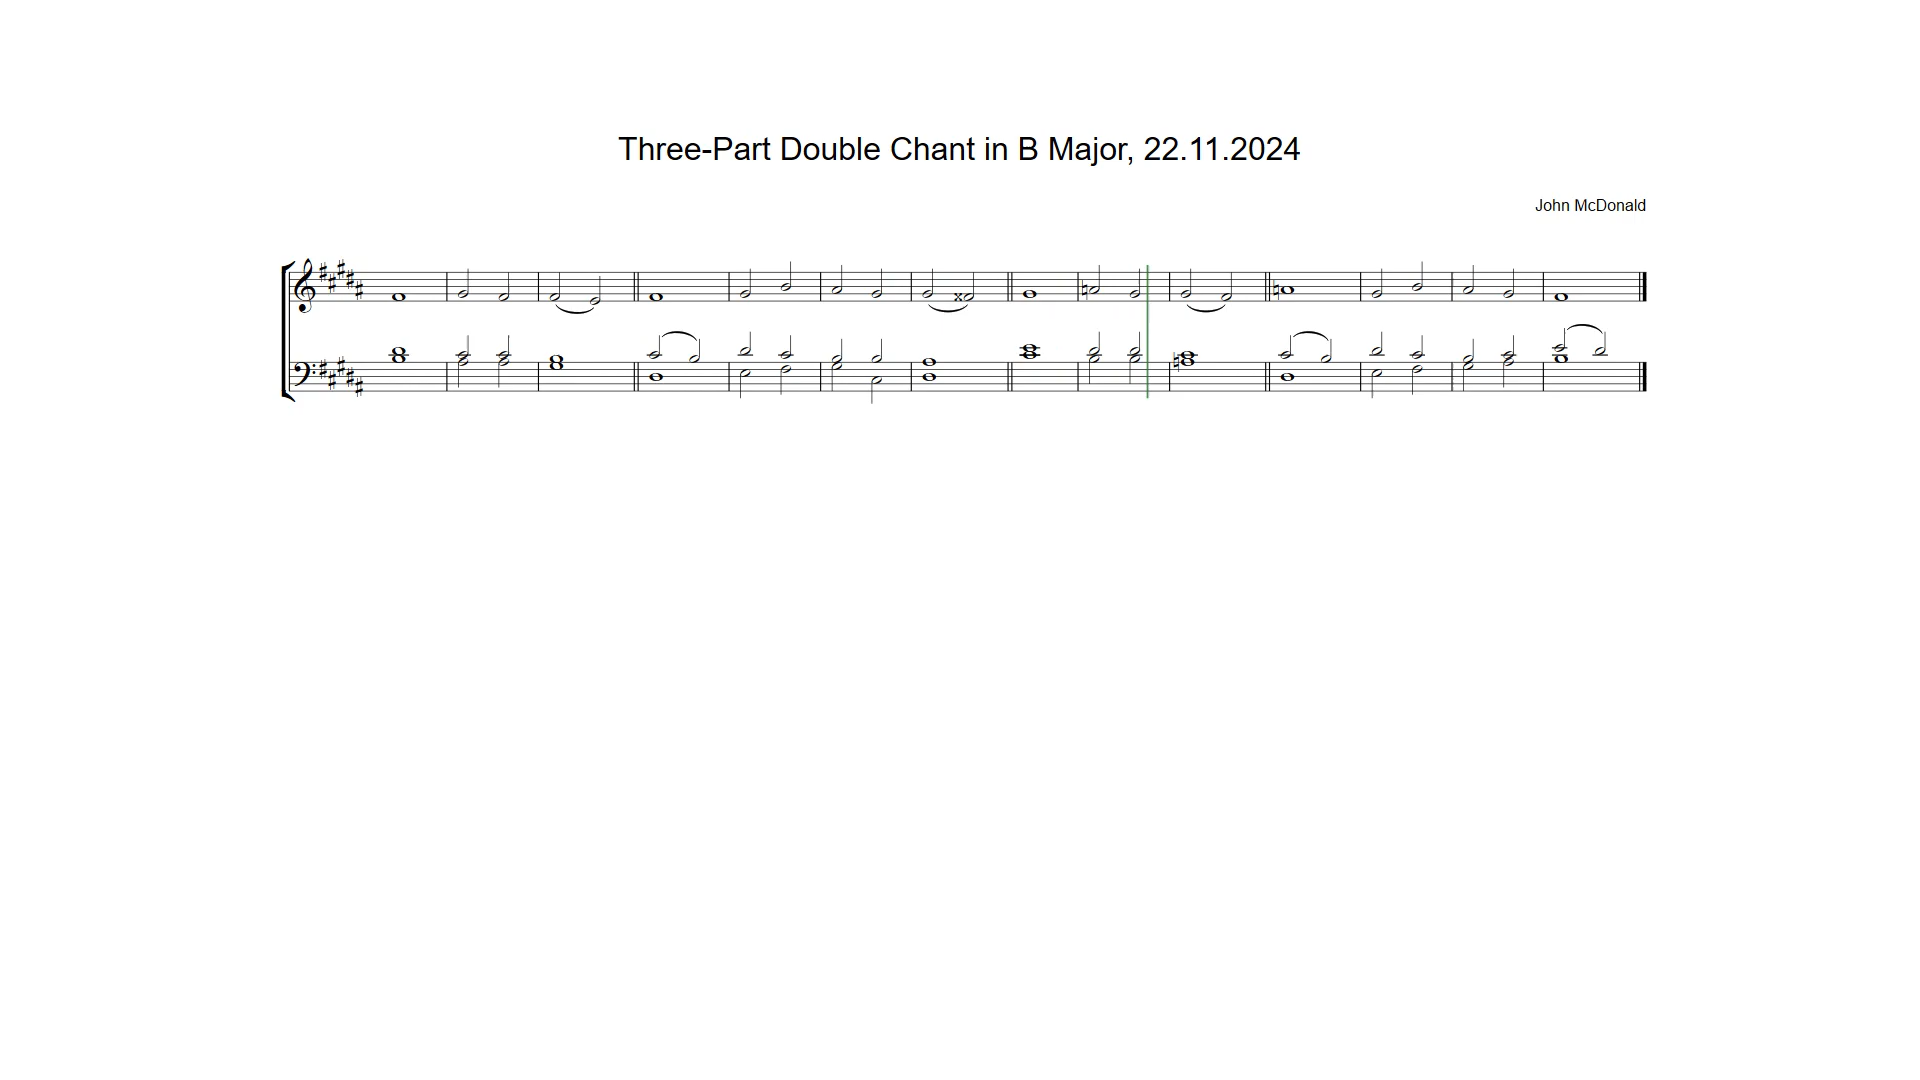 Three-Part Double Chant in B Major, 22.11.2024
John McDonald